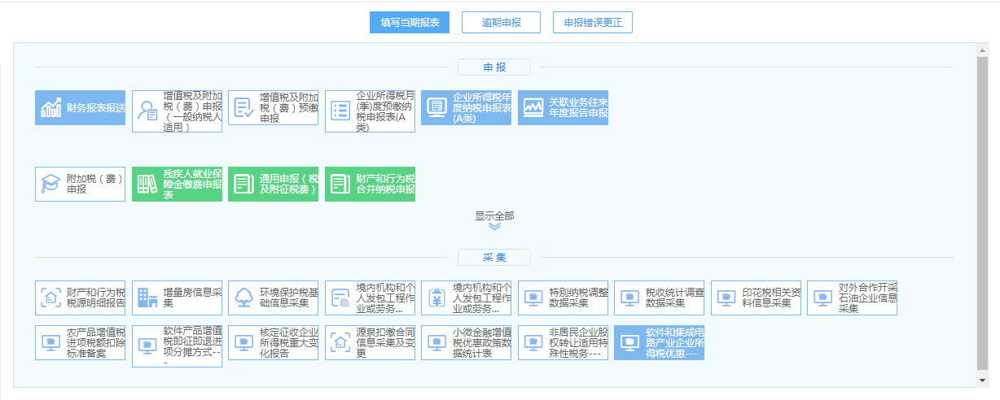 填写当期报表
逾期申报
申报错误更正
申 报
财务报表报送
增值税及附加
税（费）申报
（一般纳税人
适用）
增值税及附加
税（费）预缴
申报
企业所得税月
(季)度预缴纳
税申报表(A
类)
企业所得税年
度纳税申报表
(A类)
关联业务往来
年度报告申报
附加税（费）
申报
残疾人就业保
障金缴费申报
表
通用申报（税
及附征税费）
财产和行为税
合并纳税申报
显示全部
采 集
财产和行为税
税源明细报告
增量房信息采
集
环境保护税基
础信息采集
境内机构和个
人发包工程作
业或劳务...
境内机构和个
人发包工程作
业或劳务...
特别纳税调整
数据采集
税收统计调查
数据采集
印花税相关资
料信息采集
对外合作开采
石油企业信息
采集
农产品增值税
进项税额扣除
标准备案
软件产品增值
税即征即退进
项分摊方式--
-
核定征收企业
所得税重大变
化报告
源泉扣缴合同
信息采集及变
更
小微金融增值
税优惠政策数
据统计表
非居民企业股
权转让适用特
殊性税务---
软件和集成电
路产业企业所
得税优惠---